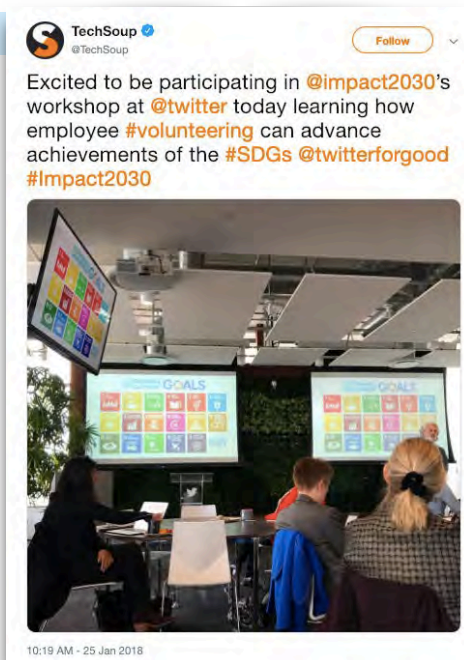 TechSoup
@TechSoup
Follow
Excited to be participating in @impact2030's
workshop at @twitter today learning how
employee #volunteering can advance
achievements of the #SDGs @twitterforgood
#Impact2030
GOALS
GOALS
GOALS
10:19 AM - 25 Jan 2018